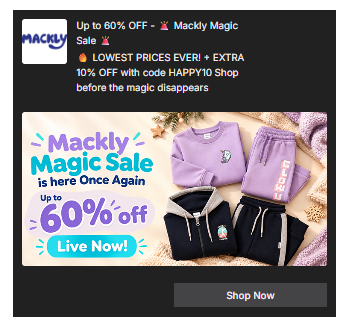 MACKLY
Up to 60% OFF - 🚨 Mackly Magic
Sale 🚨
🔥 LOWEST PRICES EVER! + EXTRA
10% OFF with code HAPPY10 Shop
before the magic disappears
Mackly
Magic Sale
is here Once Again
Up to
60% off
Live Now!
Shop Now